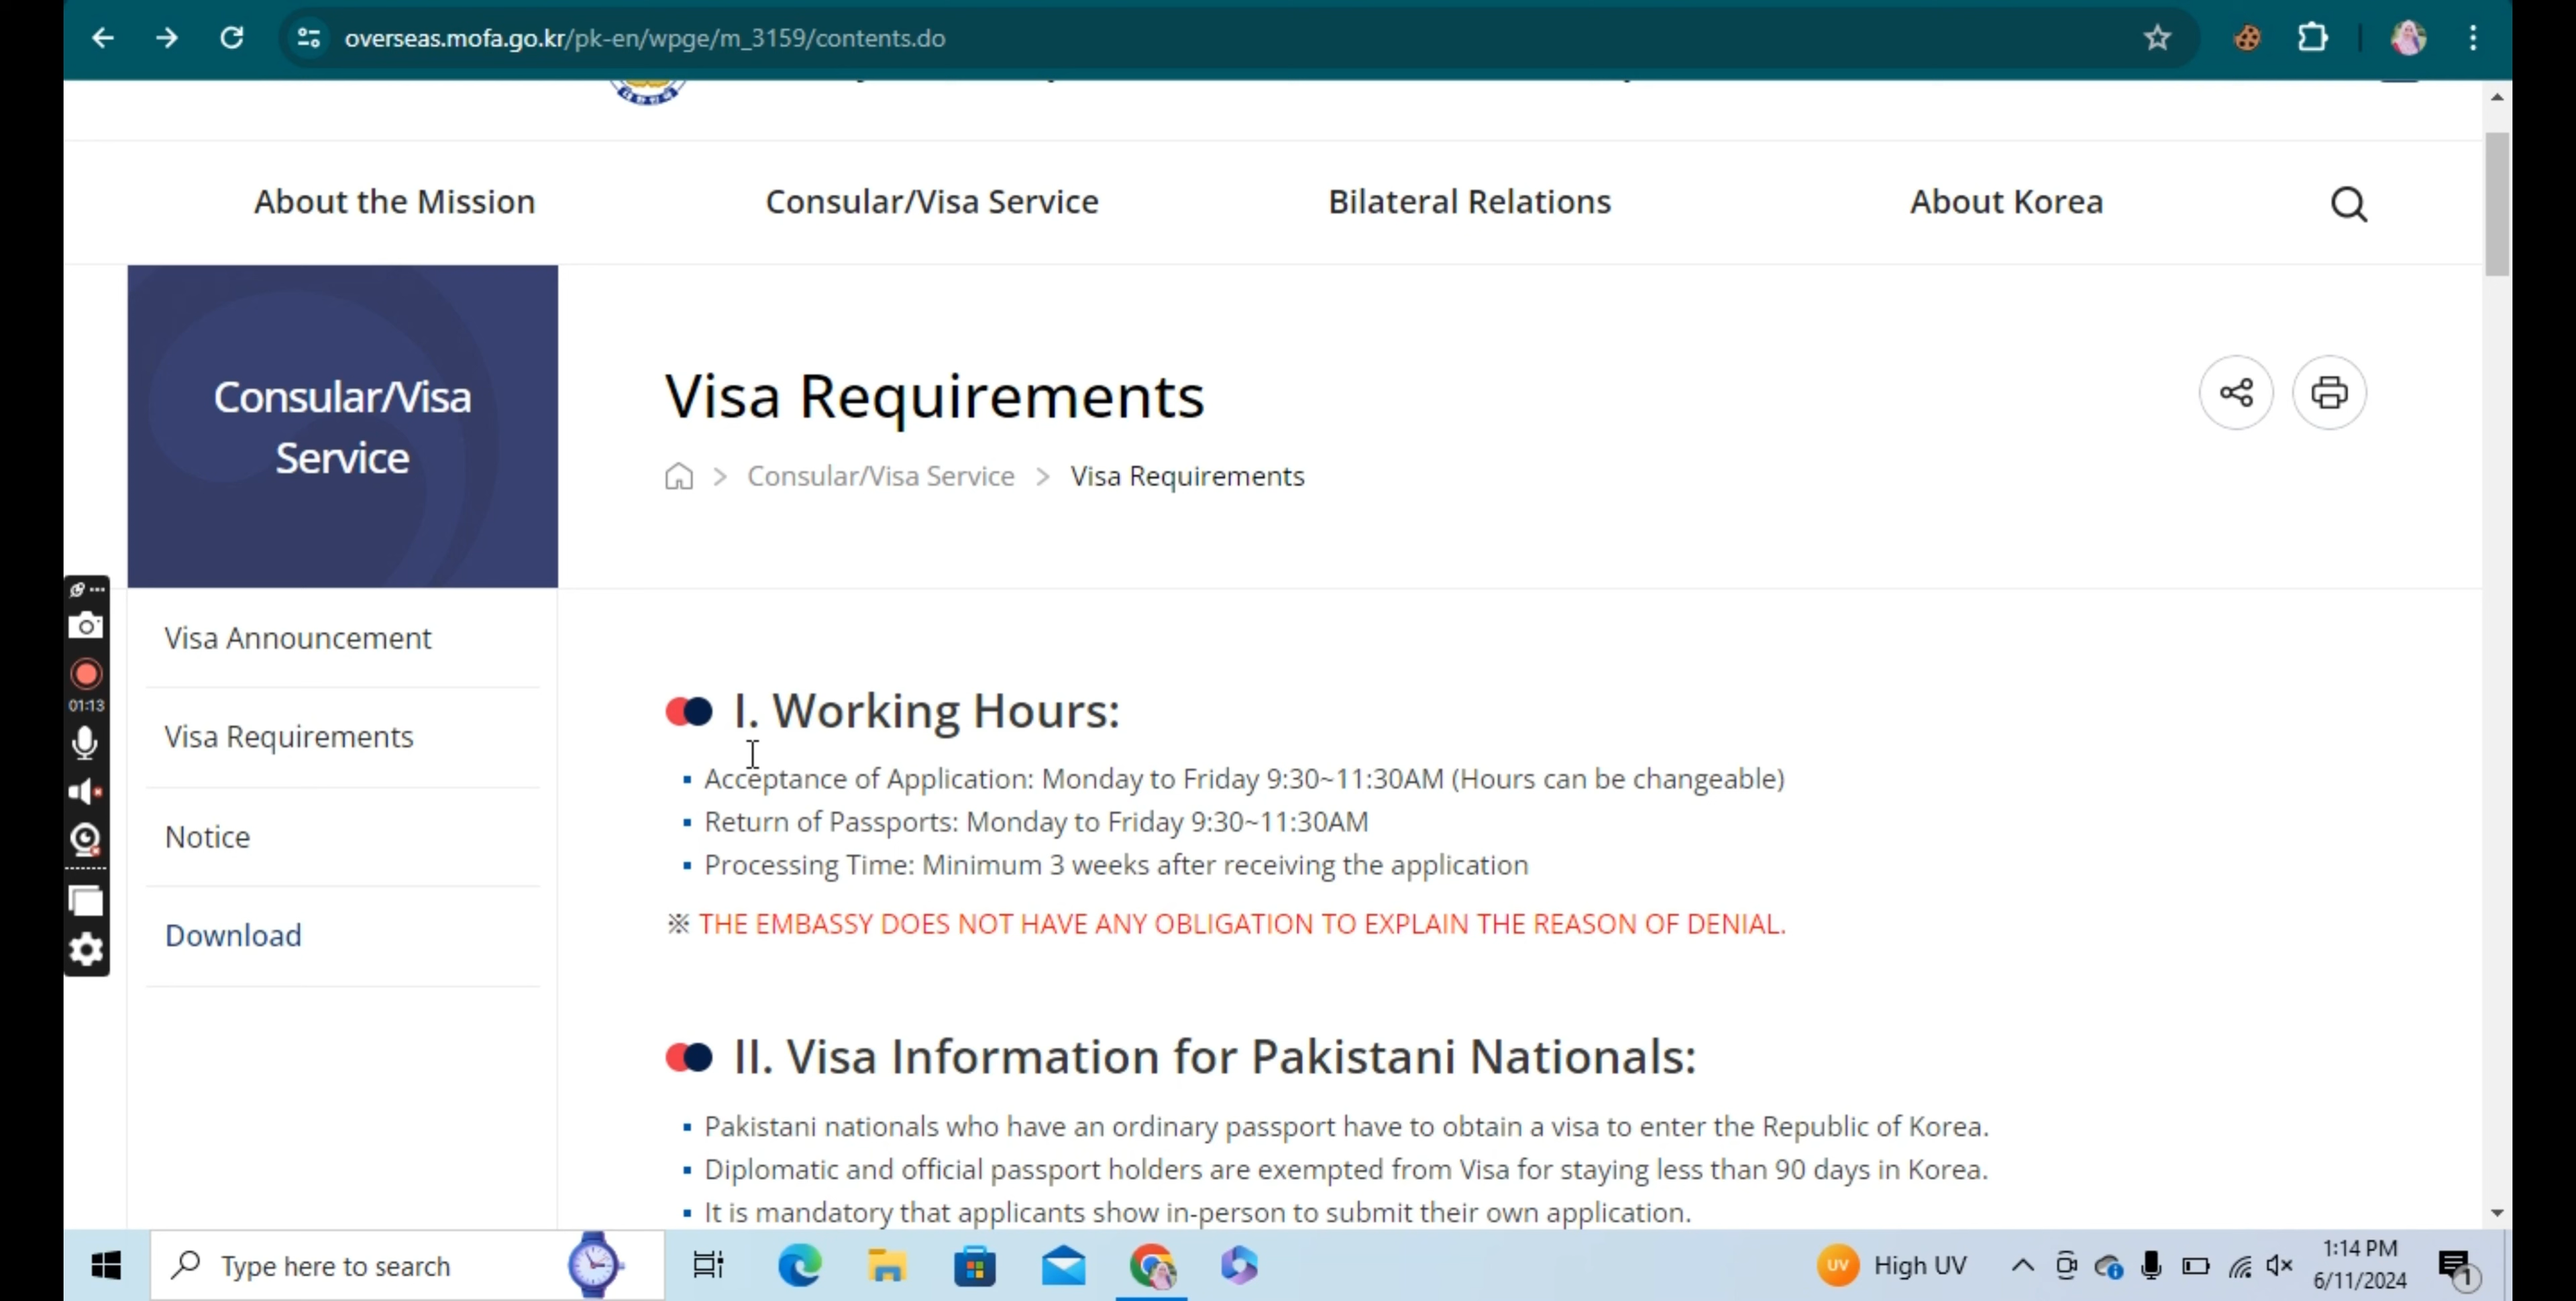 overseas.mofa.go.kr/pk-en/wpge/m_3159/contents.do
About the Mission
Consular/Visa Service
Bilateral Relations
About Korea
Consular/Visa
Service
Visa Requirements
Consular/Visa Service > Visa Requirements
Visa Announcement
Visa Requirements
Notice
Download
01:13
I. Working Hours:
▪ Acceptance of Application: Monday to Friday 9:30~11:30AM (Hours can be changeable)
▪ Return of Passports: Monday to Friday 9:30~11:30AM
▪ Processing Time: Minimum 3 weeks after receiving the application
※ THE EMBASSY DOES NOT HAVE ANY OBLIGATION TO EXPLAIN THE REASON OF DENIAL.
II. Visa Information for Pakistani Nationals:
▪ Pakistani nationals who have an ordinary passport have to obtain a visa to enter the Republic of Korea.
▪ Diplomatic and official passport holders are exempted from Visa for staying less than 90 days in Korea.
▪ It is mandatory that applicants show in-person to submit their own application.
Type here to search
UV
High UV
1:14 PM
6/11/2024
1